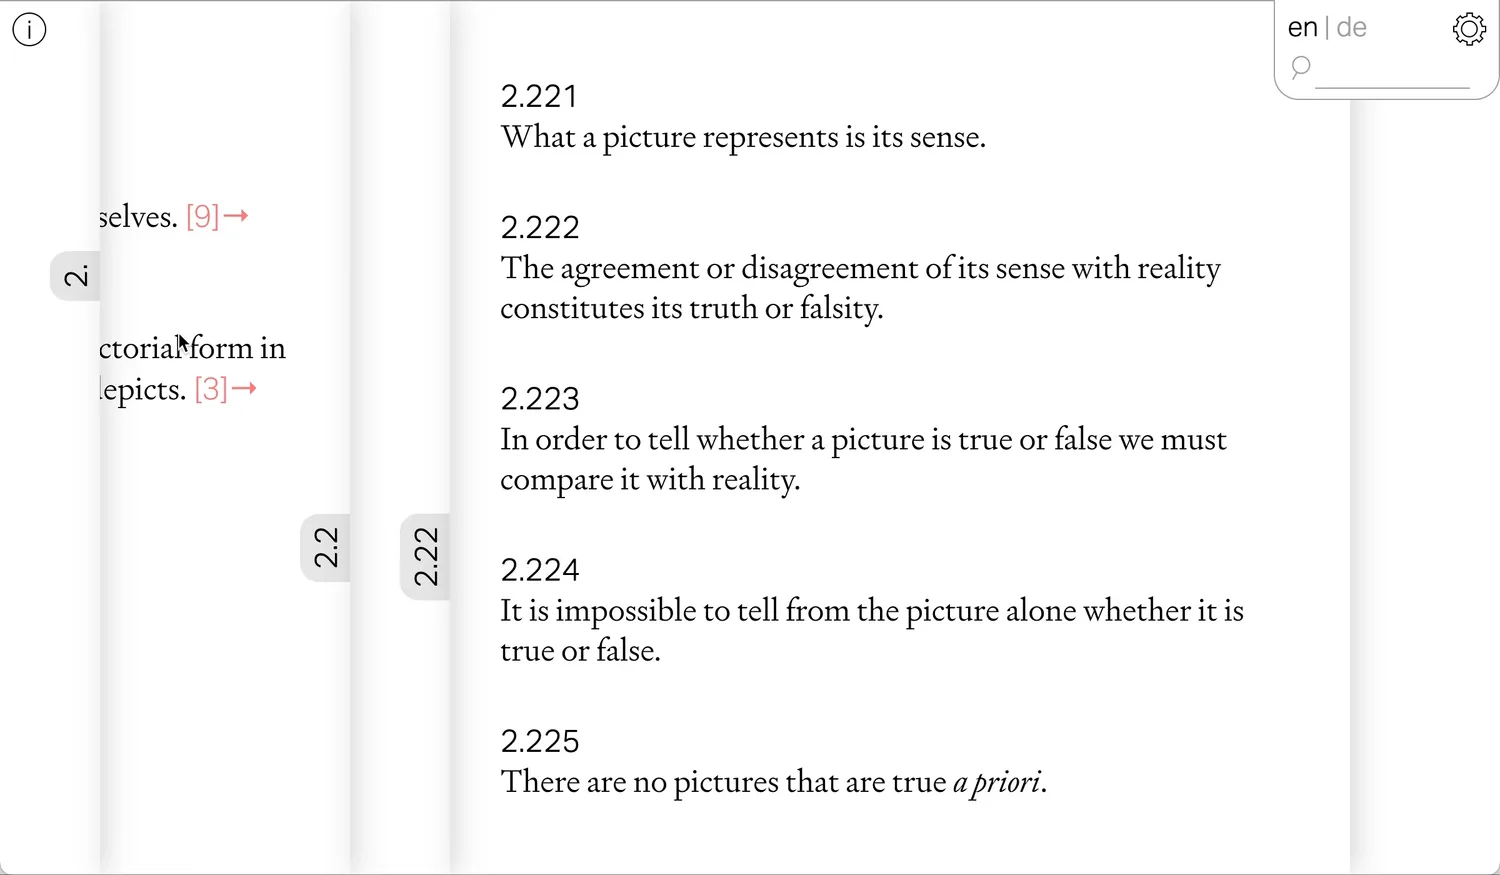 i
en | de
selves. [9]→
2.
ctorial form in
depicts. [3]→
2.2
2.22
2.221
What a picture represents is its sense.
2.222
The agreement or disagreement of its sense with reality
constitutes its truth or falsity.
2.223
In order to tell whether a picture is true or false we must
compare it with reality.
2.224
It is impossible to tell from the picture alone whether it is
true or false.
2.225
There are no pictures that are true a priori.